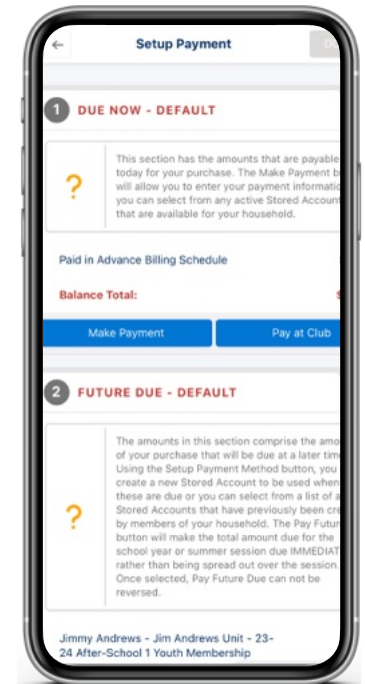 ← Setup Payment
1 DUE NOW - DEFAULT
? This section has the amounts that are payable
today for your purchase. The Make Payment b
will allow you to enter your payment informatio
you can select from any active Stored Account
that are available for your household.
Paid in Advance Billing Schedule
Balance Total:
Make Payment Pay at Club
2 FUTURE DUE - DEFAULT
The amounts in this section comprise the amo
of your purchase that will be due at a later time
Using the Setup Payment Method button, you
create a new Stored Account to be used when
these are due or you can select from a list of a
Stored Accounts that have previously been cre
? by members of your household. The Pay Futur
button will make the total amount due for the
school year or summer session due IMMEDIAT
rather than being spread out over the session.
Once selected, Pay Future Due can not be
reversed.
Jimmy Andrews - Jim Andrews Unit - 23-
24 After-School 1 Youth Membership